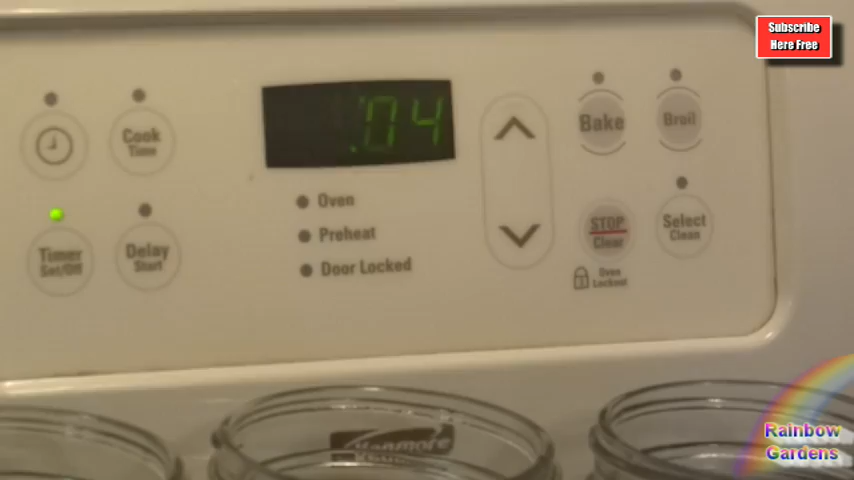 Subscribe
Here Free
:04
Cook
Time
Bake
Broil
Oven
Preheat
Door Locked
Timer
Set/Off
Delay
Start
STOP
Clear
Select
Clean
Oven
Locked
Kenmore
Rainbow
Gardens